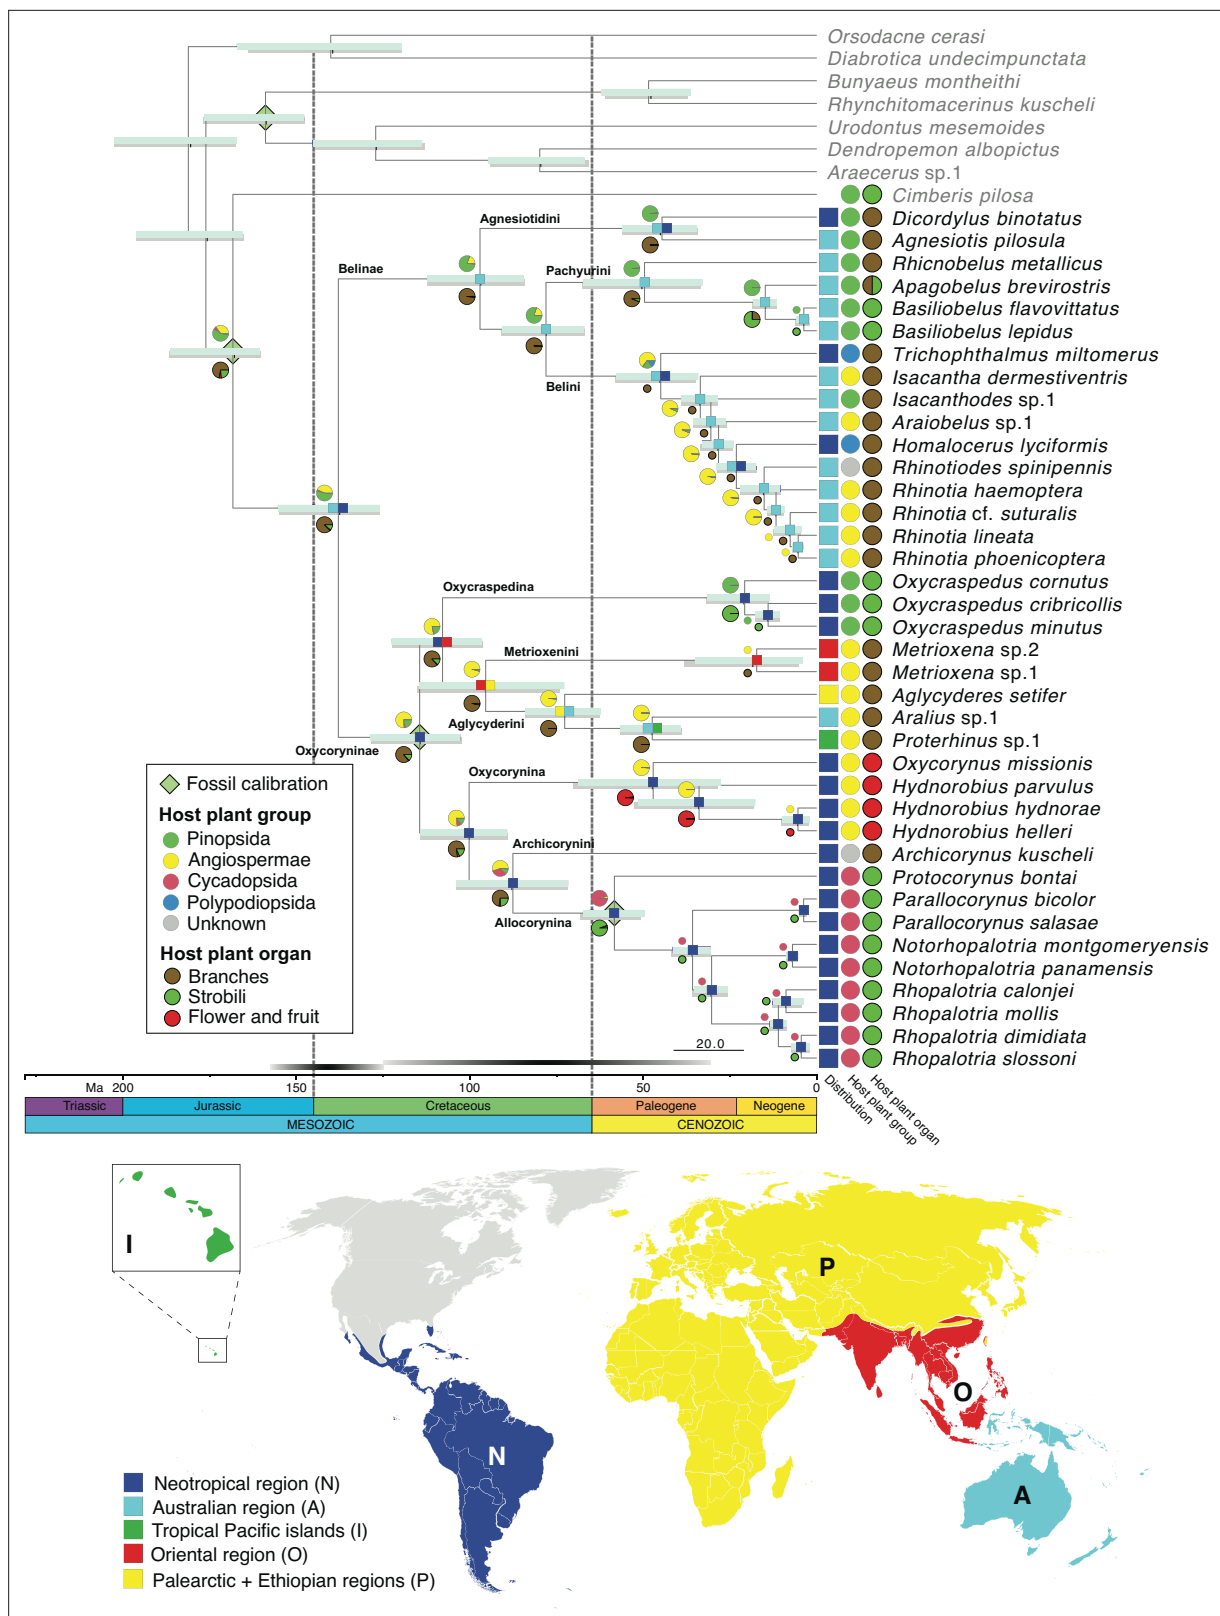 Orsodacne cerasi
Diabrotica undecimpunctata
Bunyaeus montheithi
Rhynchitomacerinus kuscheli
Urodontus mesemoides
Dendropemon albopictus
Araecerus sp.1
Cimberis pilosa
Agnesiotidini
Dicordylus binotatus
Agnesiotis pilosula
Belinae
Pachyurini
Rhicnobelus metallicus
Apagobelus brevirostris
Basiliobelus flavovittatus
Basiliobelus lepidus
Belini
Trichophthalmus miltomerus
Isacantha dermestiventris
Isacanthodes sp.1
Araiobelus sp.1
Homalocerus lyciformis
Rhinotiodes spinipennis
Rhinotia haemoptera
Rhinotia cf. suturalis
Rhinotia lineata
Rhinotia phoenicoptera
Oxycraspedina
Oxycraspedus cornutus
Oxycraspedus cribricollis
Oxycraspedus minutus
Metrioxenini
Metrioxena sp.2
Metrioxena sp.1
Aglycyderini
Aglycyderes setifer
Aralius sp.1
Proterhinus sp.1
Oxycoryninae
Oxycorynina
Oxycorynus missionis
Hydnorobius parvulus
Hydnorobius hydnorae
Hydnorobius helleri
Archicorynini
Archicorynus kuscheli
Allocorynina
Protocorynus bontai
Parallocorynus bicolor
Parallocorynus salasae
Notorhopalotria montgomeryensis
Notorhopalotria panamensis
Rhopalotria calonjei
Rhopalotria mollis
Rhopalotria dimidiata
Rhopalotria slossoni
Fossil calibration
Host plant group
Pinopsida
Angiospermae
Cycadopsida
Polypodiopsida
Unknown
Host plant organ
Branches
Strobili
Flower and fruit
20.0
Ma 200 150 100 50 0
Distribution
Host plant group
Host plant organ
Triassic Jurassic Cretaceous Paleogene Neogene
MESOZOIC CENOZOIC
I
P
O
N
A
Neotropical region (N)
Australian region (A)
Tropical Pacific islands (I)
Oriental region (O)
Palearctic + Ethiopian regions (P)